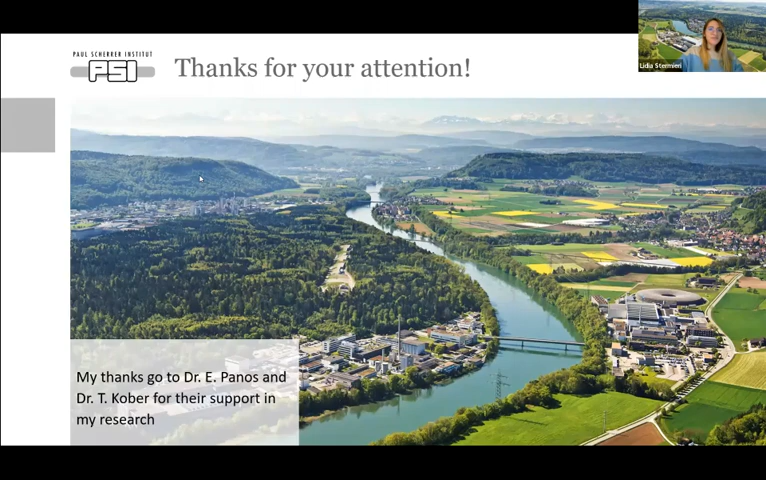 PAUL SCHERRER INSTITUT
PSI
Thanks for your attention!
Lidia Stermieri
My thanks go to Dr. E. Panos and
Dr. T. Kober for their support in
my research